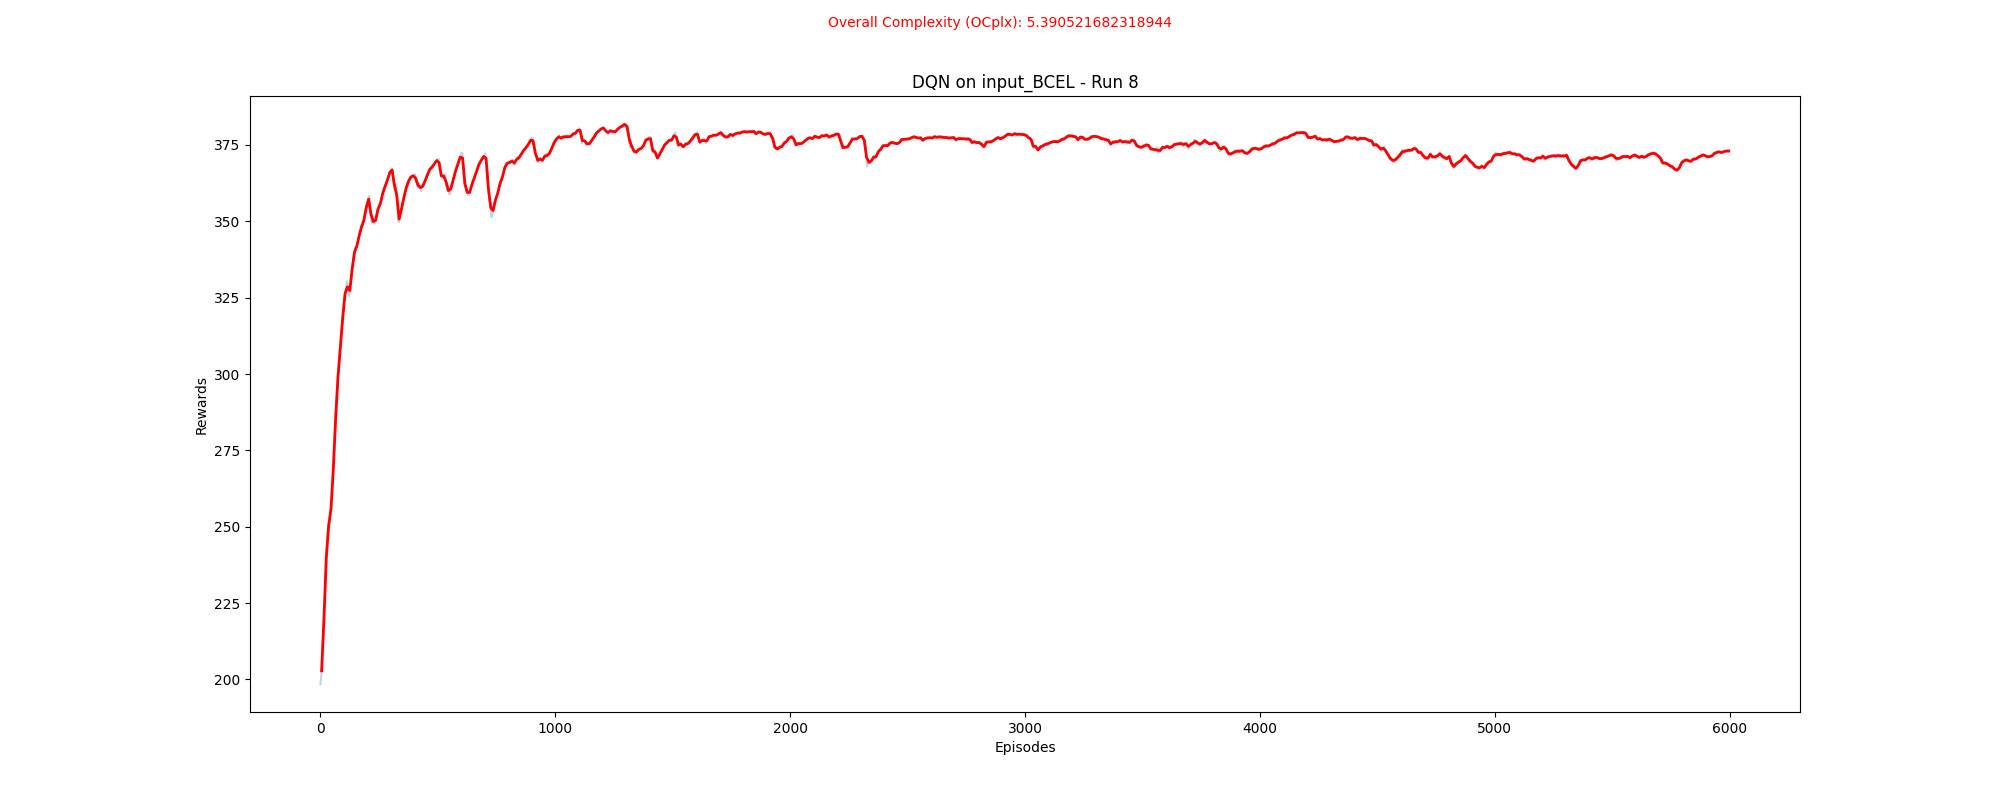 Overall Complexity (OCplx): 5.390521682318944
DQN on input_BCEL - Run 8
Rewards
375
350
325
300
275
250
225
200
0 1000 2000 3000 4000 5000 6000
Episodes